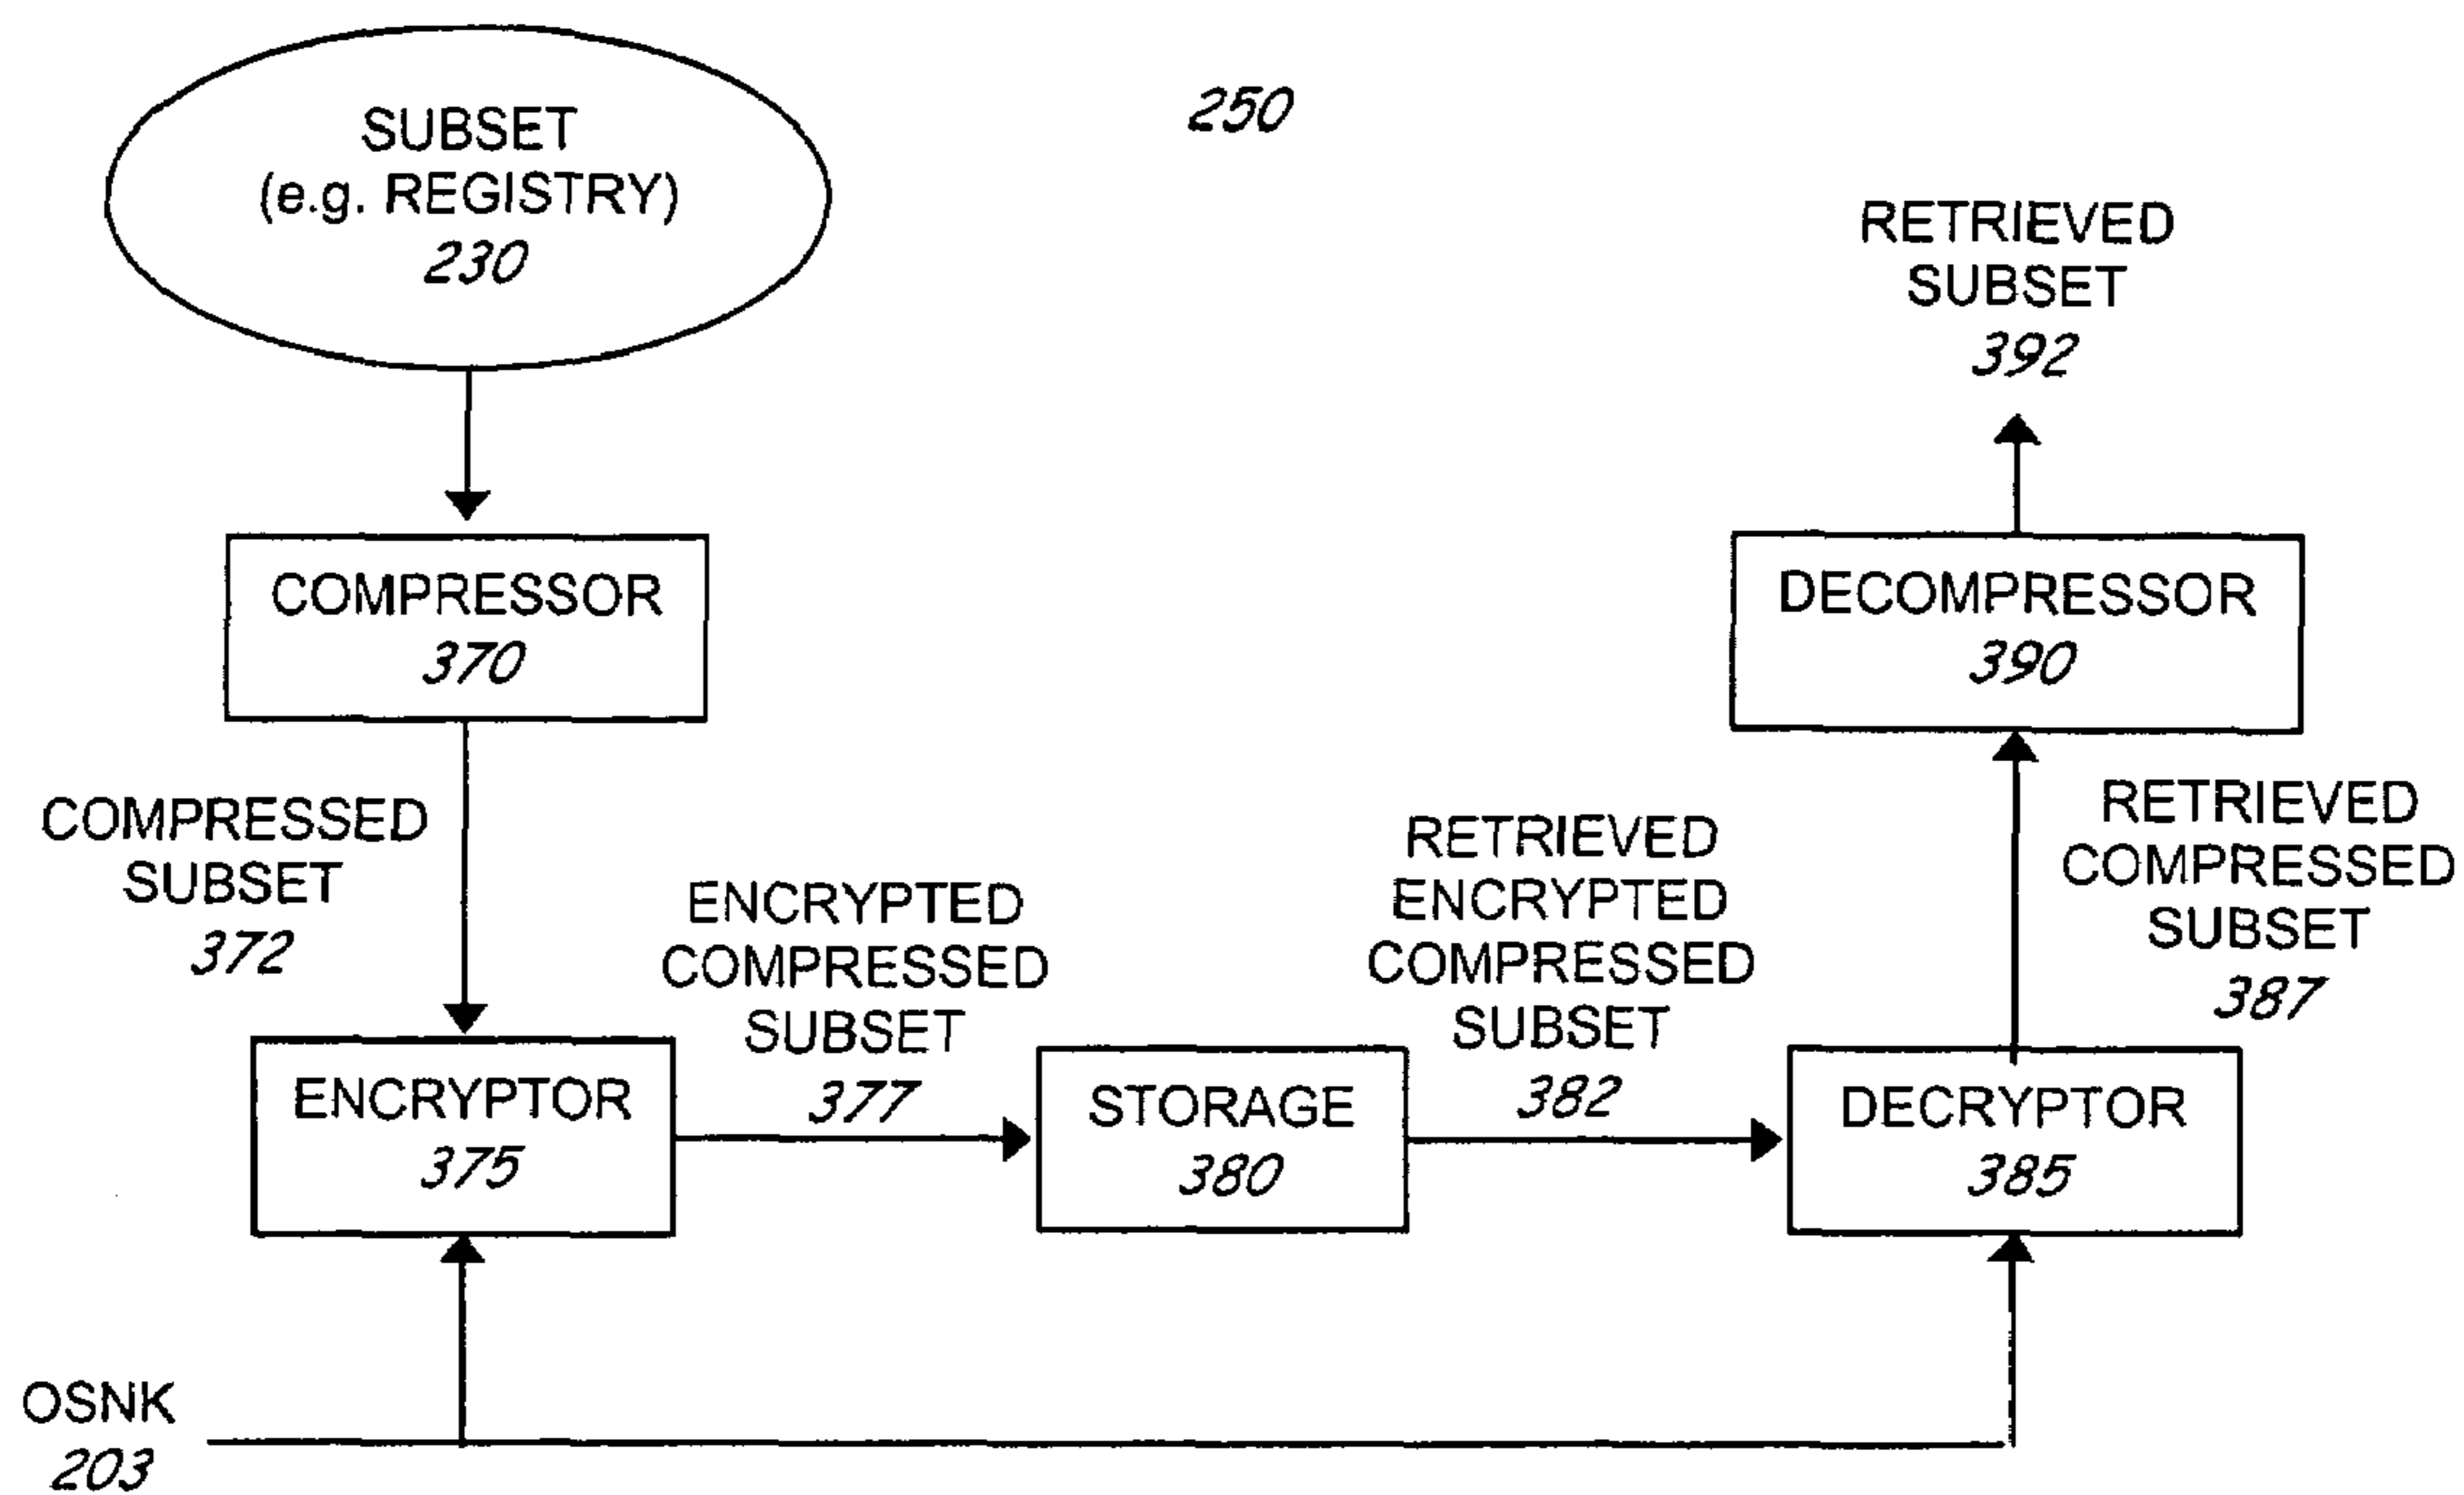 SUBSET
(e.g. REGISTRY)
230
250
RETRIEVED
SUBSET
392
COMPRESSOR
370
DECOMPRESSOR
390
COMPRESSED
SUBSET
372
ENCRYPTED
COMPRESSED
SUBSET
377
RETRIEVED
ENCRYPTED
COMPRESSED
SUBSET
382
RETRIEVED
COMPRESSED
SUBSET
387
ENCRYPTOR
375
STORAGE
380
DECRYPTOR
385
OSNK
203